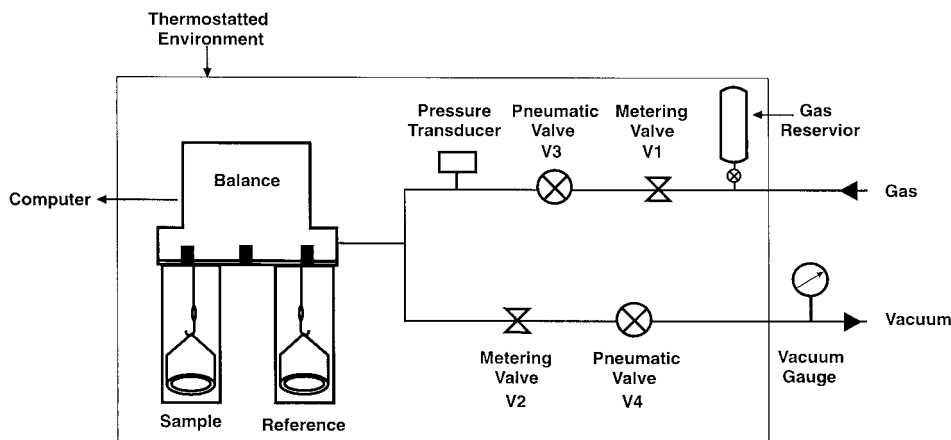 Thermostatted
Environment
Pressure
Transducer
Pneumatic
Valve
V3
Metering
Valve
V1
Gas
Reservior
Balance
Computer
Gas
Vacuum
Metering
Valve
V2
Pneumatic
Valve
V4
Vacuum
Gauge
Sample
Reference